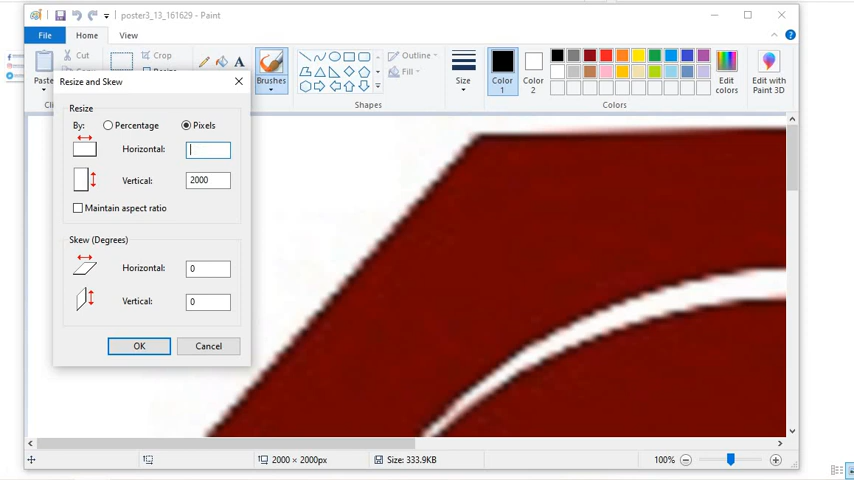 poster3_13_161629 - Paint
File
Home
View
Paste
Cut
Crop
Brushes
Shapes
Outline
Fill
Size
Color 1
Color 2
Edit colors
Edit with Paint 3D
Colors
Resize and Skew
Resize
By:
Percentage
Pixels
Horizontal:
Vertical:
2000
Maintain aspect ratio
Skew (Degrees)
Horizontal:
0
Vertical:
0
OK
Cancel
2000 × 2000px
Size: 333.9KB
100%